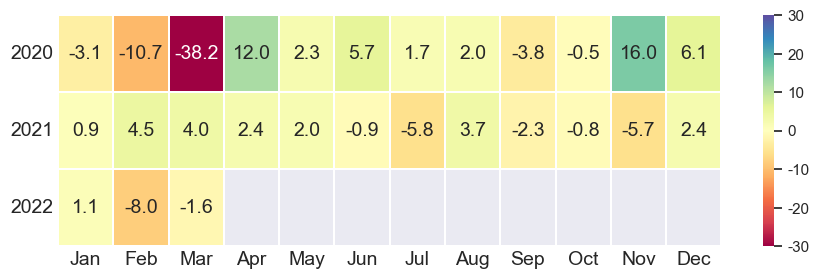 2020 -3.1 -10.7 -38.2 12.0 2.3 5.7 1.7 2.0 -3.8 -0.5 16.0 6.1
2021 0.9 4.5 4.0 2.4 2.0 -0.9 -5.8 3.7 -2.3 -0.8 -5.7 2.4
2022 1.1 -8.0 -1.6
Jan Feb Mar Apr May Jun Jul Aug Sep Oct Nov Dec
30
20
10
0
-10
-20
-30